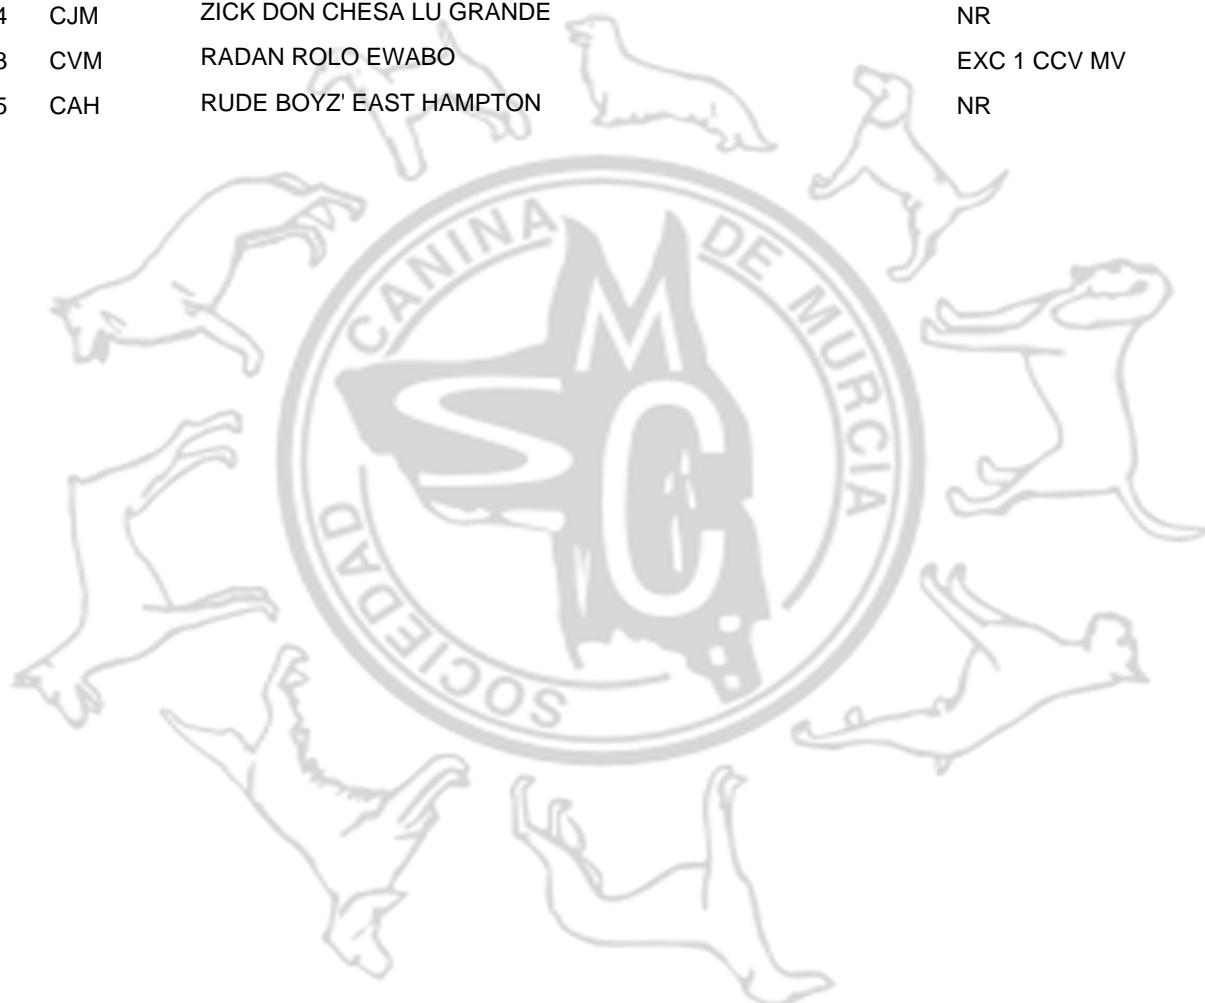 4 CJM ZICK DON CHESA LU GRANDE NR
3 CVM RADAN ROLO EWABO EXC 1 CCV MV
5 CAH RUDE BOYZ' EAST HAMPTON NR
SOCIEDAD CANINA DE MURCIA
M
S
C